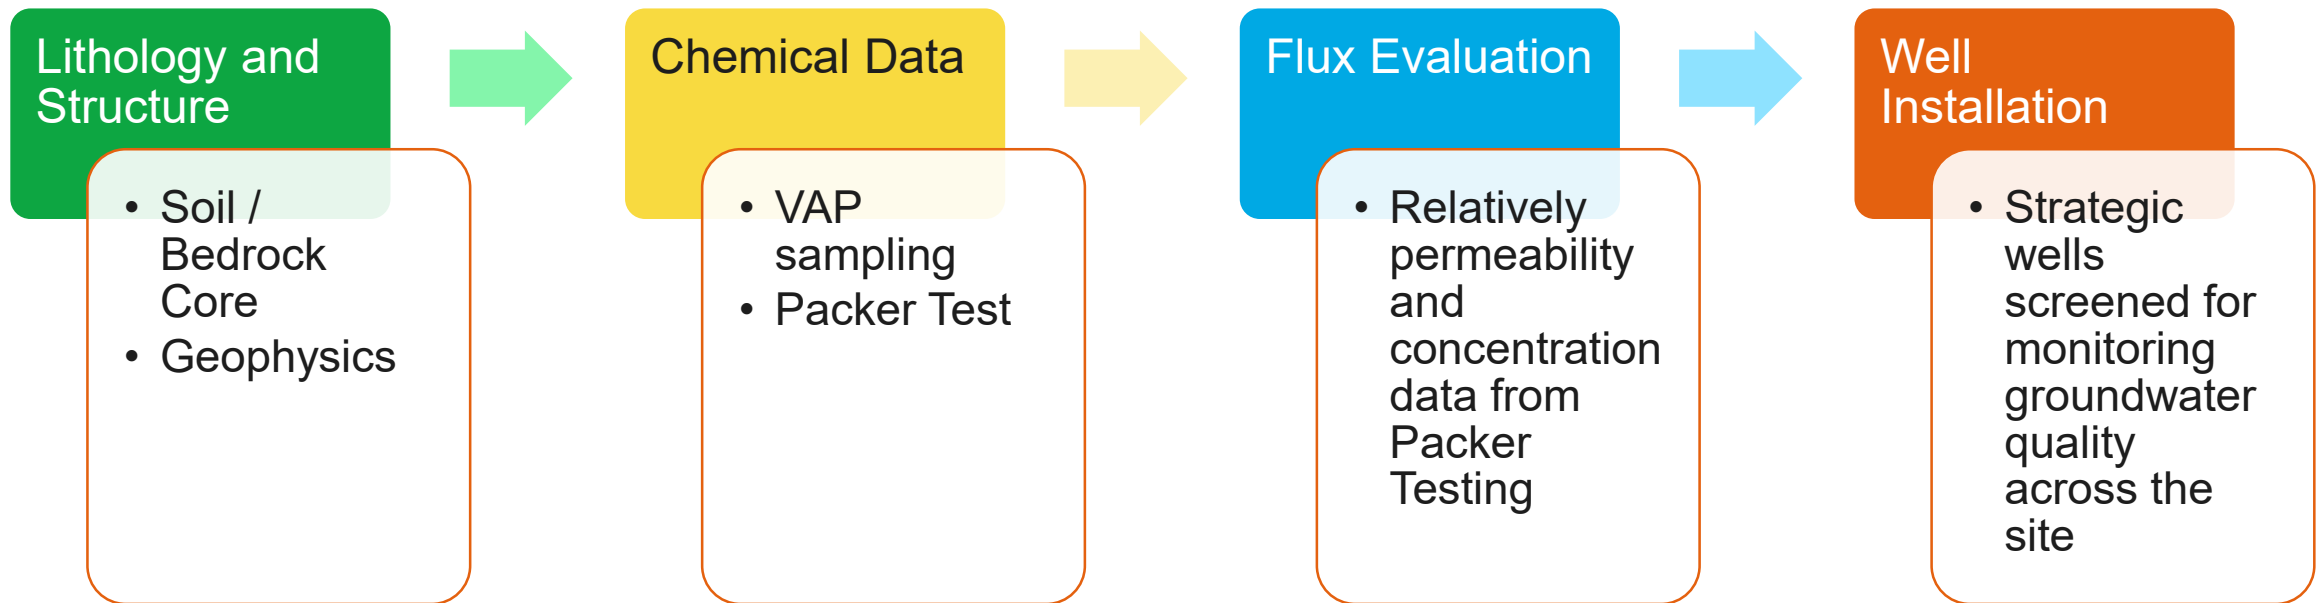 Lithology and
Structure
• Soil /
Bedrock
Core
• Geophysics
Chemical Data
• VAP
sampling
• Packer Test
Flux Evaluation
• Relatively
permeability
and
concentration
data from
Packer
Testing
Well
Installation
• Strategic
wells
screened for
monitoring
groundwater
quality
across the
site